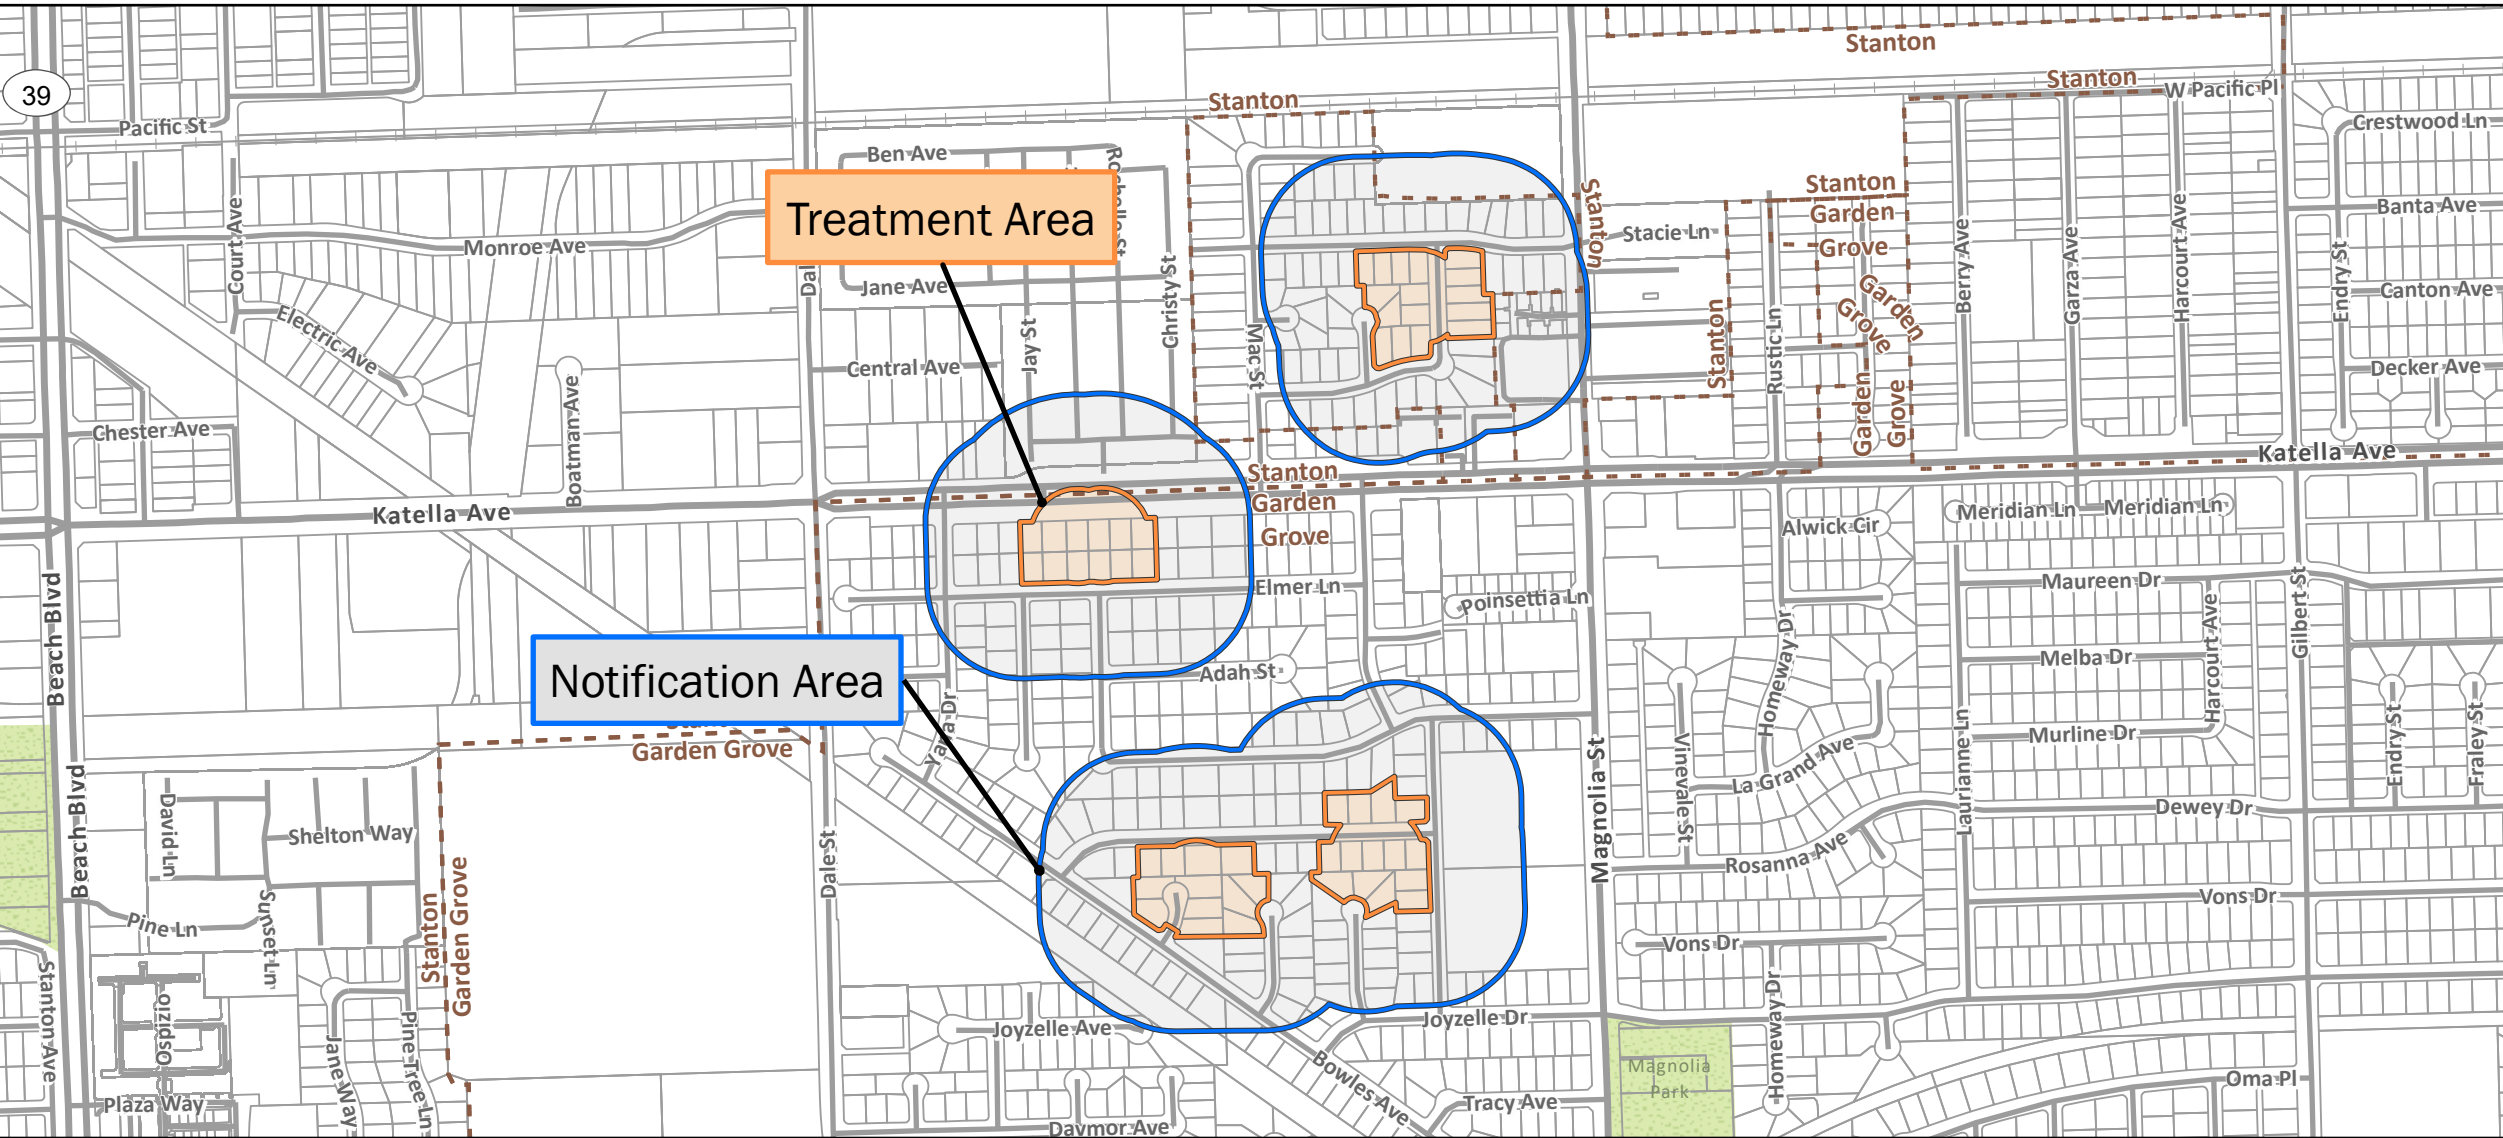 Stanton
39
Stanton
W Pacific Pl
Stanton
Pacific St
Crestwood Ln
Ben Ave
Treatment Area
Stanton
Stanton
Garden
Grove
Banta Ave
Court Ave
Monroe Ave
Stacie Ln
Berry Ave
Garza Ave
Harcourt Ave
Endry St
Jane Ave
Christy St
Canton Ave
Electric Ave
Jay St
Mac St
Stanton
Rustic Ln
Garden
Grove
Central Ave
Decker Ave
Boatman Ave
Garden
Grove
Chester Ave
Katella Ave
Stanton
Garden
Grove
Katella Ave
Meridian Ln
Meridian Ln
Alwick Cir
Beach Blvd
Elmer Ln
Poinsettia Ln
Maureen Dr
Harcourt Ave
Gilbert St
Homeway Dr
Melba Dr
Notification Area
Adah St
Yana Dr
Garden Grove
Magnolia St
Vinevale St
La Grand Ave
Laurianne Ln
Murline Dr
Endry St
Fraley St
Beach Blvd
David Ln
Shelton Way
Dale St
Dewey Dr
Rosanna Ave
Stanton
Garden Grove
Vons Dr
Pine Ln
Sunset Ln
Vons Dr
Stanton Ave
Ospizio
Jane Way
Pine Tree Ln
Joyzelle Ave
Joyzelle Dr
Homeway Dr
Bowles Ave
Magnolia
Park
Oma Pl
Plaza Way
Tracy Ave
Davmor Ave